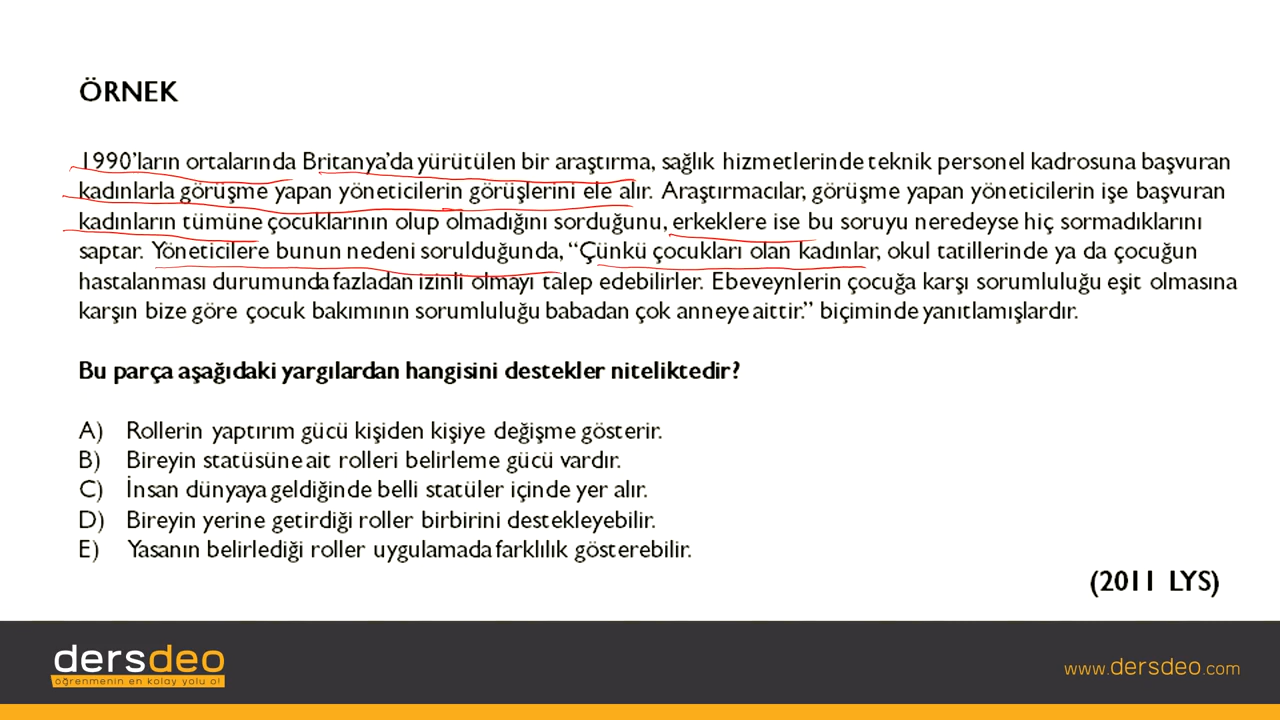 ÖRNEK
1990’ların ortalarında Britanya’da yürütülen bir araştırma, sağlık hizmetlerinde teknik personel kadrosuna başvuran
kadınlarla görüşme yapan yöneticilerin görüşlerini ele alır. Araştırmacılar, görüşme yapan yöneticilerin işe başvuran
kadınların tümüne çocuklarının olup olmadığını sorduğunu, erkeklere ise bu soruyu neredeyse hiç sormadıklarını
saptar. Yöneticilere bunun nedeni sorulduğunda, “Çünkü çocukları olan kadınlar, okul tatillerinde ya da çocuğun
hastalanması durumunda fazladan izinli olmayı talep edebilirler. Ebeveynlerin çocuğa karşı sorumluluğu eşit olmasına
karşın bize göre çocuk bakımının sorumluluğu babadan çok anneye aittir.” biçiminde yanıtlamışlardır.
Bu parça aşağıdaki yargılardan hangisini destekler niteliktedir?
A) Rollerin yaptırım gücü kişiden kişiye değişme gösterir.
B) Bireyin statüsüne ait rolleri belirleme gücü vardır.
C) İnsan dünyaya geldiğinde belli statüler içinde yer alır.
D) Bireyin yerine getirdiği roller birbirini destekleyebilir.
E) Yasanın belirlediği roller uygulamada farklılık gösterebilir.
(2011 LYS)
dersdeo
öğrenmenin en kolay yolu o!
www.dersdeo.com